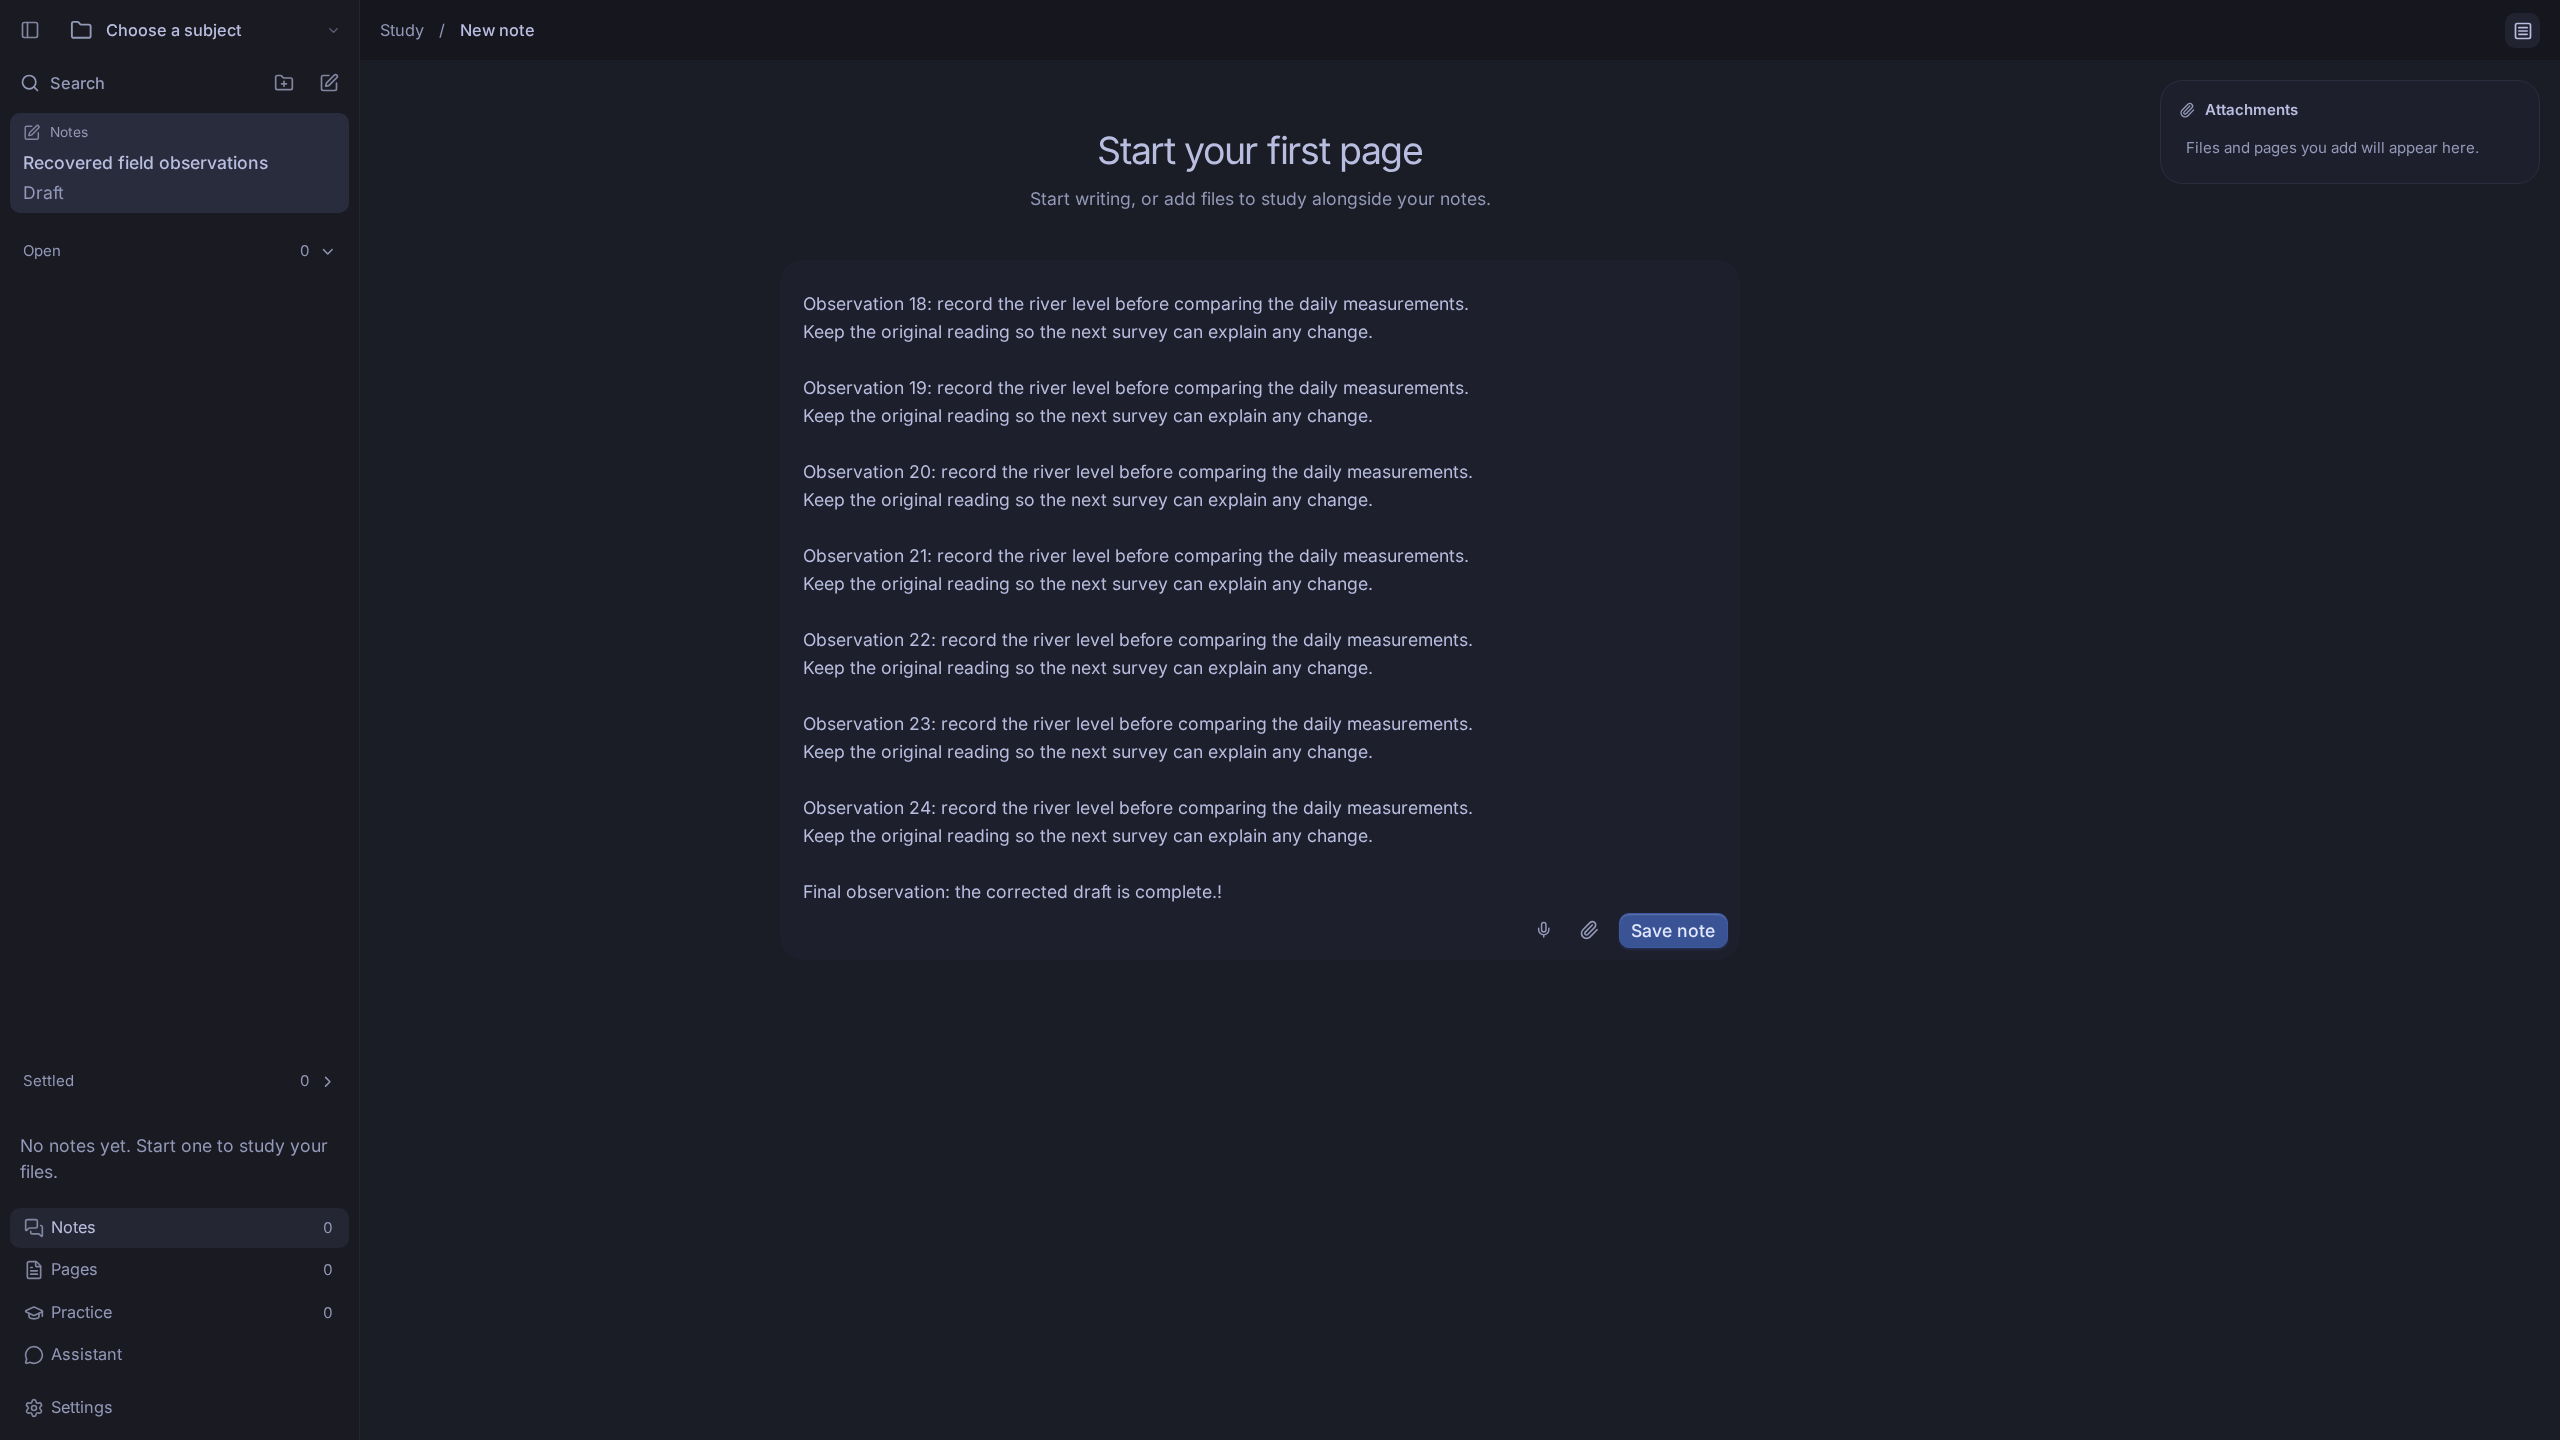 Choose a subject
Search
Notes
Recovered field observations
Draft
Open 0
Settled 0
No notes yet. Start one to study your
files.
Notes 0
Pages 0
Practice 0
Assistant
Settings
Study / New note
Start your first page
Start writing, or add files to study alongside your notes.
Observation 18: record the river level before comparing the daily measurements.
Keep the original reading so the next survey can explain any change.
Observation 19: record the river level before comparing the daily measurements.
Keep the original reading so the next survey can explain any change.
Observation 20: record the river level before comparing the daily measurements.
Keep the original reading so the next survey can explain any change.
Observation 21: record the river level before comparing the daily measurements.
Keep the original reading so the next survey can explain any change.
Observation 22: record the river level before comparing the daily measurements.
Keep the original reading so the next survey can explain any change.
Observation 23: record the river level before comparing the daily measurements.
Keep the original reading so the next survey can explain any change.
Observation 24: record the river level before comparing the daily measurements.
Keep the original reading so the next survey can explain any change.
Final observation: the corrected draft is complete.!
Save note
Attachments
Files and pages you add will appear here.